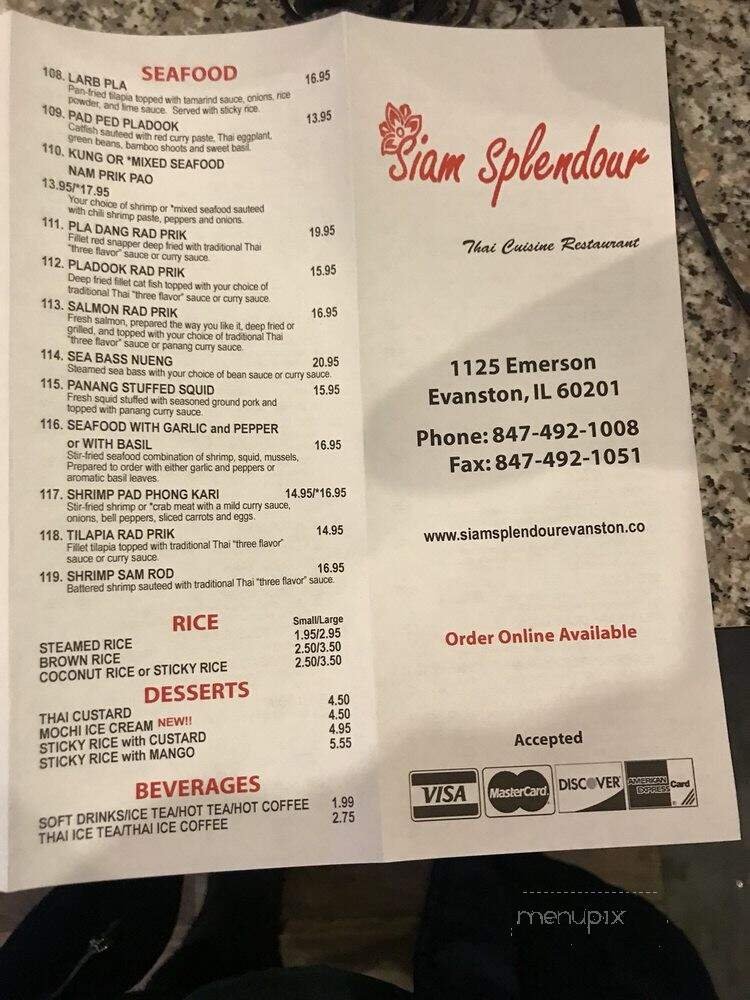 SEAFOOD
108. LARB PLA 16.95
Pan-fried tilapia topped with tamarind sauce, onions, rice
powder, and lime sauce. Served with sticky rice.
109. PAD PED PLADOOK 13.95
Catfish sauteed with red curry paste, Thai eggplant,
green beans, bamboo shoots and sweet basil.
110. KUNG OR *MIXED SEAFOOD
NAM PRIK PAO
13.95/*17.95
Your choice of shrimp or *mixed seafood sauteed
with chili shrimp paste, peppers and onions.
111. PLA DANG RAD PRIK 19.95
Fillet red snapper deep fried with traditional Thai
"three flavor" sauce or curry sauce.
112. PLADOOK RAD PRIK 15.95
Deep fried fillet cat fish topped with your choice of
traditional Thai "three flavor" sauce or curry sauce.
113. SALMON RAD PRIK 16.95
Fresh salmon, prepared the way you like it, deep fried or
grilled, and topped with your choice of traditional Thai
"three flavor" sauce or panang curry sauce.
114. SEA BASS NUENG 20.95
Steamed sea bass with your choice of bean sauce or curry sauce.
115. PANANG STUFFED SQUID 15.95
Fresh squid stuffed with seasoned ground pork and
topped with panang curry sauce.
116. SEAFOOD WITH GARLIC and PEPPER
or WITH BASIL 16.95
Stir-fried seafood combination of shrimp, squid, mussels,
Prepared to order with either garlic and peppers or
aromatic basil leaves.
117. SHRIMP PAD PHONG KARI 14.95/*16.95
Stir-fried shrimp or *crab meat with a mild curry sauce,
onions, bell peppers, sliced carrots and eggs.
118. TILAPIA RAD PRIK 14.95
Fillet tilapia topped with traditional Thai "three flavor"
sauce or curry sauce.
119. SHRIMP SAM ROD 16.95
Battered shrimp sauteed with traditional Thai "three flavor" sauce.
RICE Small/Large
STEAMED RICE 1.95/2.95
BROWN RICE 2.50/3.50
COCONUT RICE or STICKY RICE 2.50/3.50
DESSERTS
THAI CUSTARD 4.50
MOCHI ICE CREAM NEW!! 4.50
STICKY RICE with CUSTARD 4.95
STICKY RICE with MANGO 5.55
BEVERAGES
SOFT DRINKS/ICE TEA/HOT TEA/HOT COFFEE 1.99
THAI ICE TEA/THAI ICE COFFEE 2.75
Siam Splendour
Thai Cuisine Restaurant
1125 Emerson
Evanston, IL 60201
Phone: 847-492-1008
Fax: 847-492-1051
www.siamsplendourevanston.co
Order Online Available
Accepted
VISA MasterCard DISCOVER AMERICAN EXPRESS Card
menupix